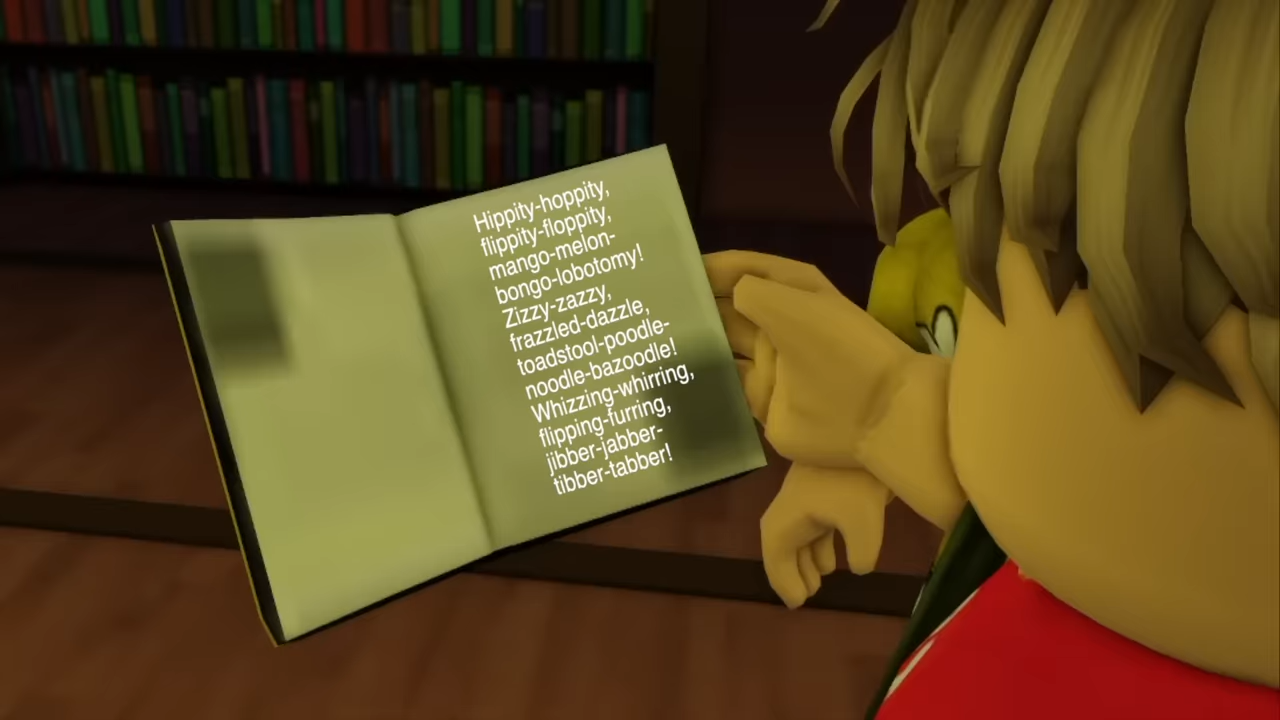 Hippity-hoppity,
flippity-floppity,
mango-melon-
bongo-lobotomy!
Zizzy-zazzy,
frazzled-dazzle,
toadstool-poodle-
noodle-bazoodle!
Whizzing-whirring,
flipping-furring,
jibber-jabber-
tibber-tabber!